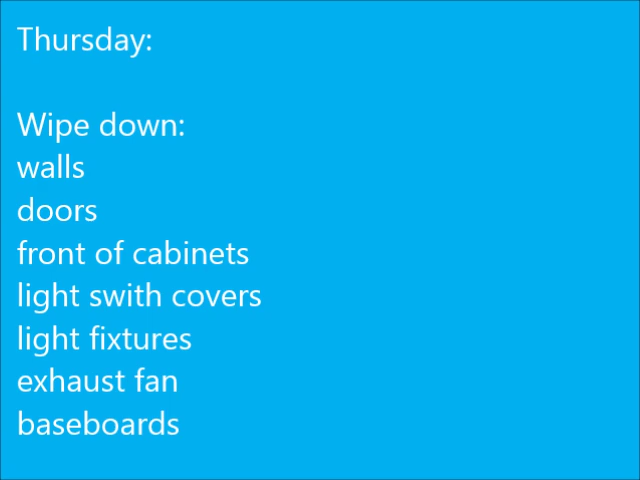 Thursday:
Wipe down:
walls
doors
front of cabinets
light swith covers
light fixtures
exhaust fan
baseboards